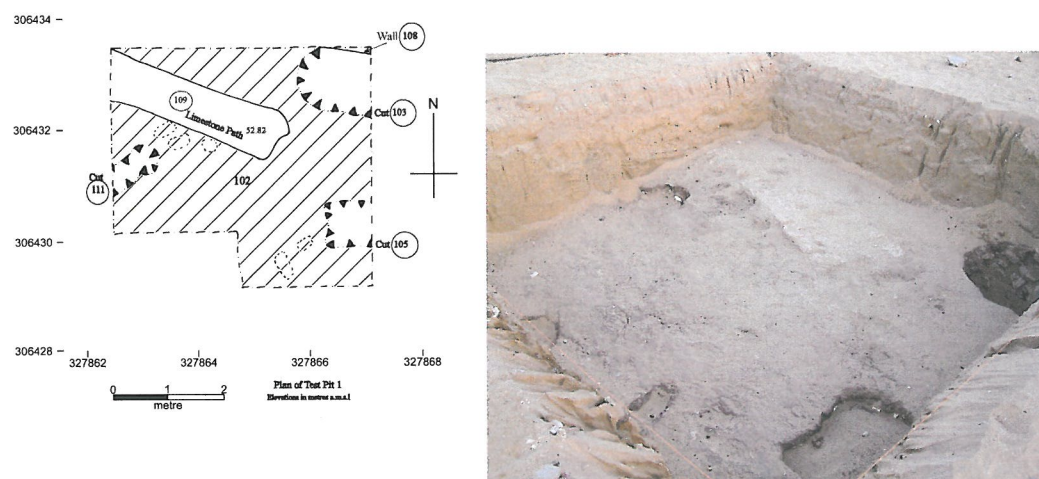 306434
Wall 108
109
Limestone Path 52.82
Cut 103
N
306432
102
Cut
111
306430
Cut 105
306428
327862 327864 327866 327868
0 1 2
metre
Plan of Test Pit 1
Elevations in metres a.m.s.l